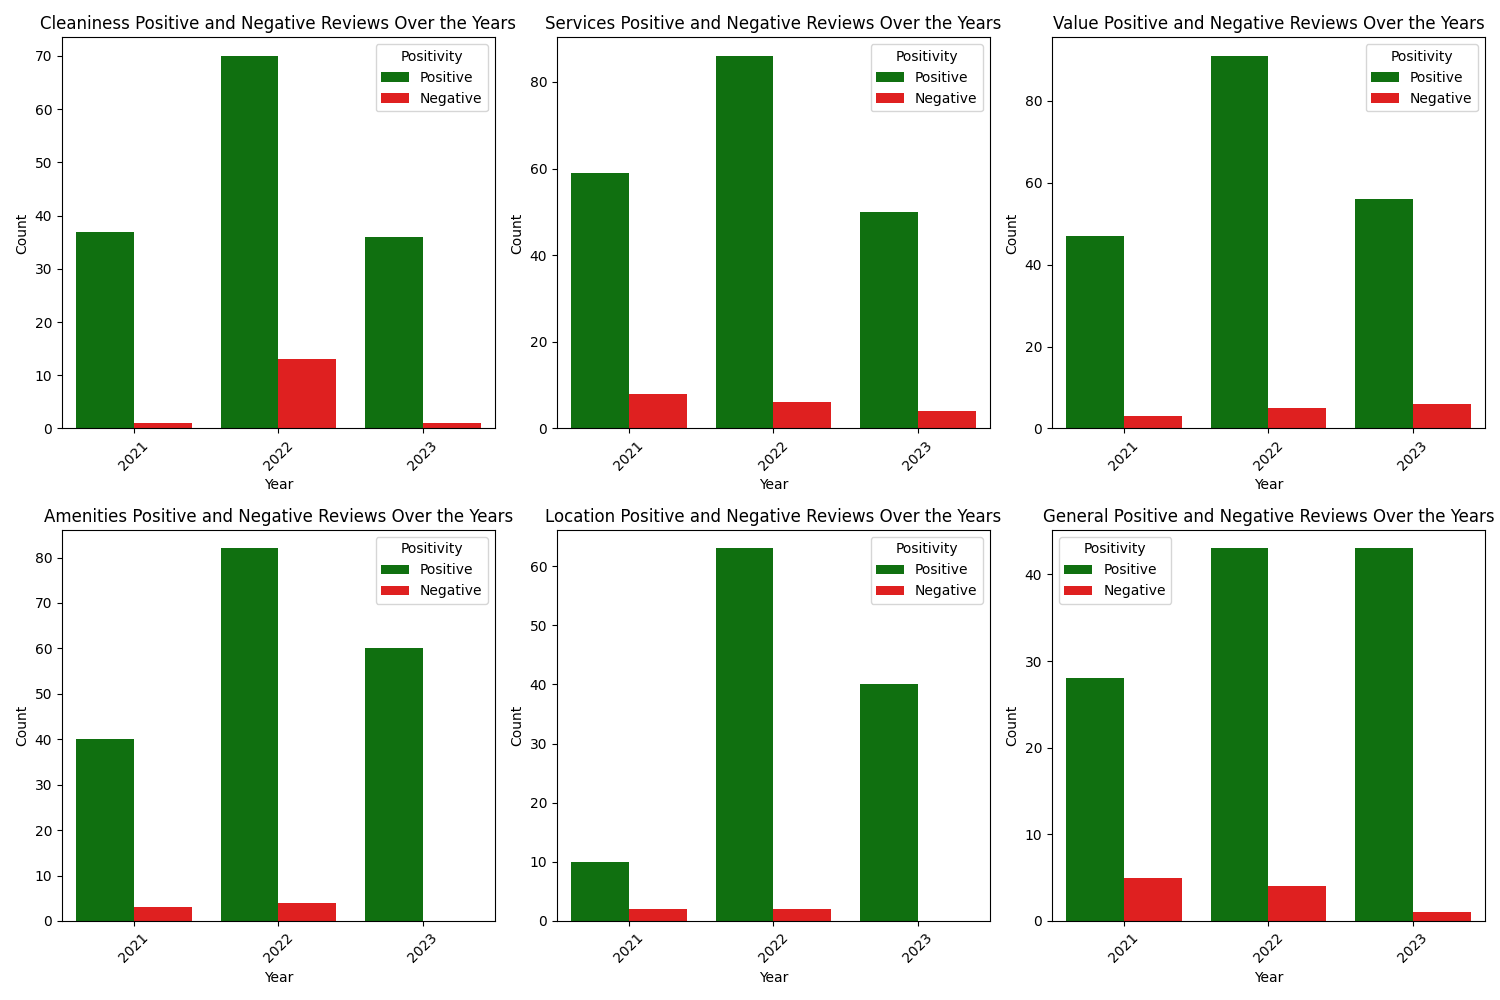 Cleaniness Positive and Negative Reviews Over the Years
Positivity
Positive
Negative
70
60
50
40
30
20
10
0
Count
2021
2022
2023
Year
Services Positive and Negative Reviews Over the Years
Positivity
Positive
Negative
80
60
40
20
0
Count
2021
2022
2023
Year
Value Positive and Negative Reviews Over the Years
Positivity
Positive
Negative
80
60
40
20
0
Count
2021
2022
2023
Year
Amenities Positive and Negative Reviews Over the Years
Positivity
Positive
Negative
80
70
60
50
40
30
20
10
0
Count
2021
2022
2023
Year
Location Positive and Negative Reviews Over the Years
Positivity
Positive
Negative
60
50
40
30
20
10
0
Count
2021
2022
2023
Year
General Positive and Negative Reviews Over the Years
Positivity
Positive
Negative
40
30
20
10
0
Count
2021
2022
2023
Year